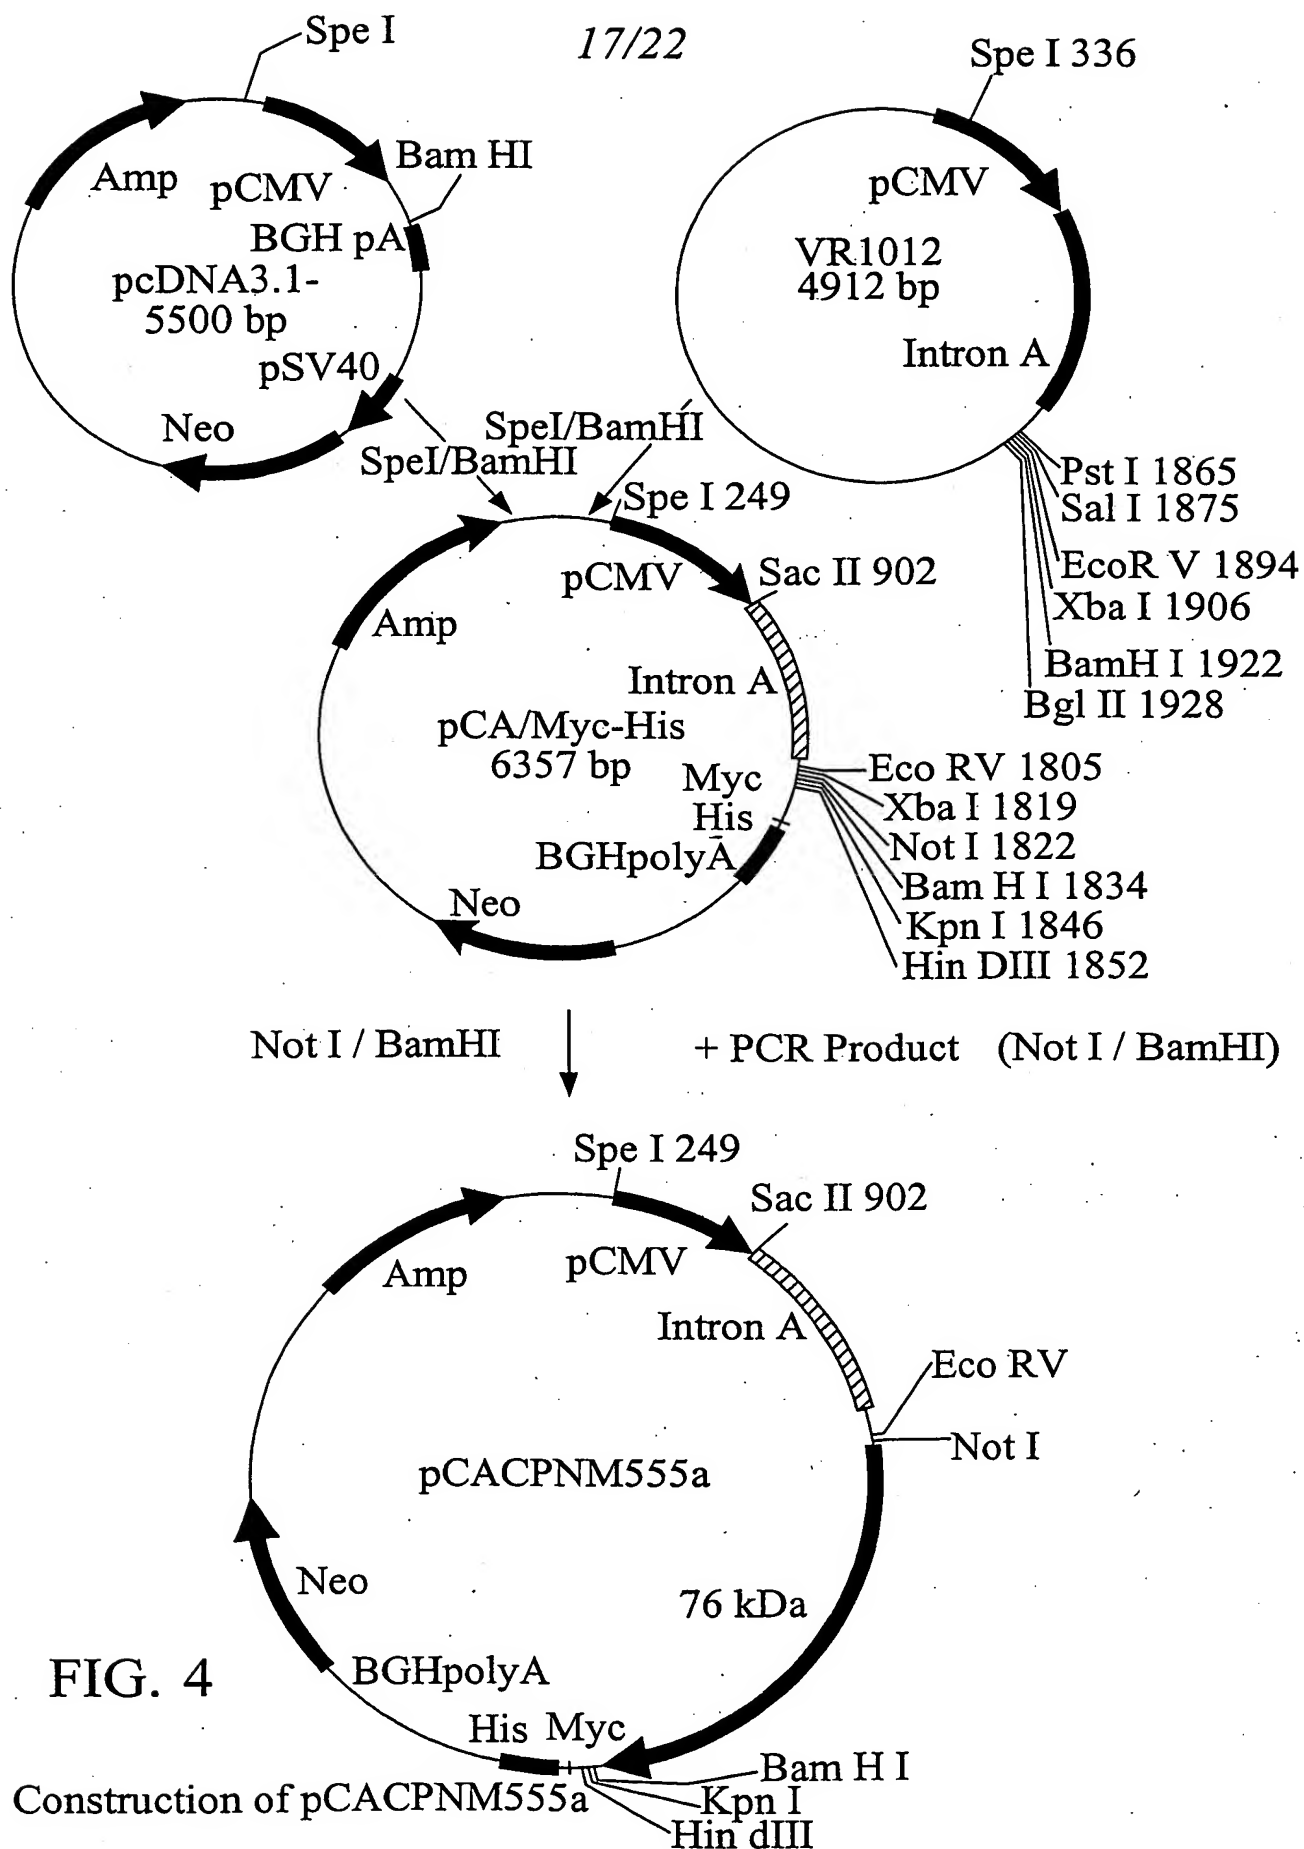 17/22
Spe I
Amp
pCMV
Bam HI
BGH pA
pcDNA3.1-
5500 bp
pSV40
Neo
Spe I 336
pCMV
VR1012
4912 bp
Intron A
Pst I 1865
Sal I 1875
EcoR V 1894
Xba I 1906
BamH I 1922
Bgl II 1928
SpeI/BamHI
SpeI/BamHI
Spe I 249
pCMV
Sac II 902
Amp
Intron A
pCA/Myc-His
6357 bp
Myc
His
BGHpolyA
Neo
Eco RV 1805
Xba I 1819
Not I 1822
Bam H I 1834
Kpn I 1846
Hin DIII 1852
Not I / BamHI
+ PCR Product (Not I / BamHI)
Spe I 249
Sac II 902
Amp
pCMV
Intron A
Eco RV
Not I
pCACPNM555a
Neo
76 kDa
BGHpolyA
His Myc
Bam H I
Kpn I
Hin dIII
FIG. 4
Construction of pCACPNM555a